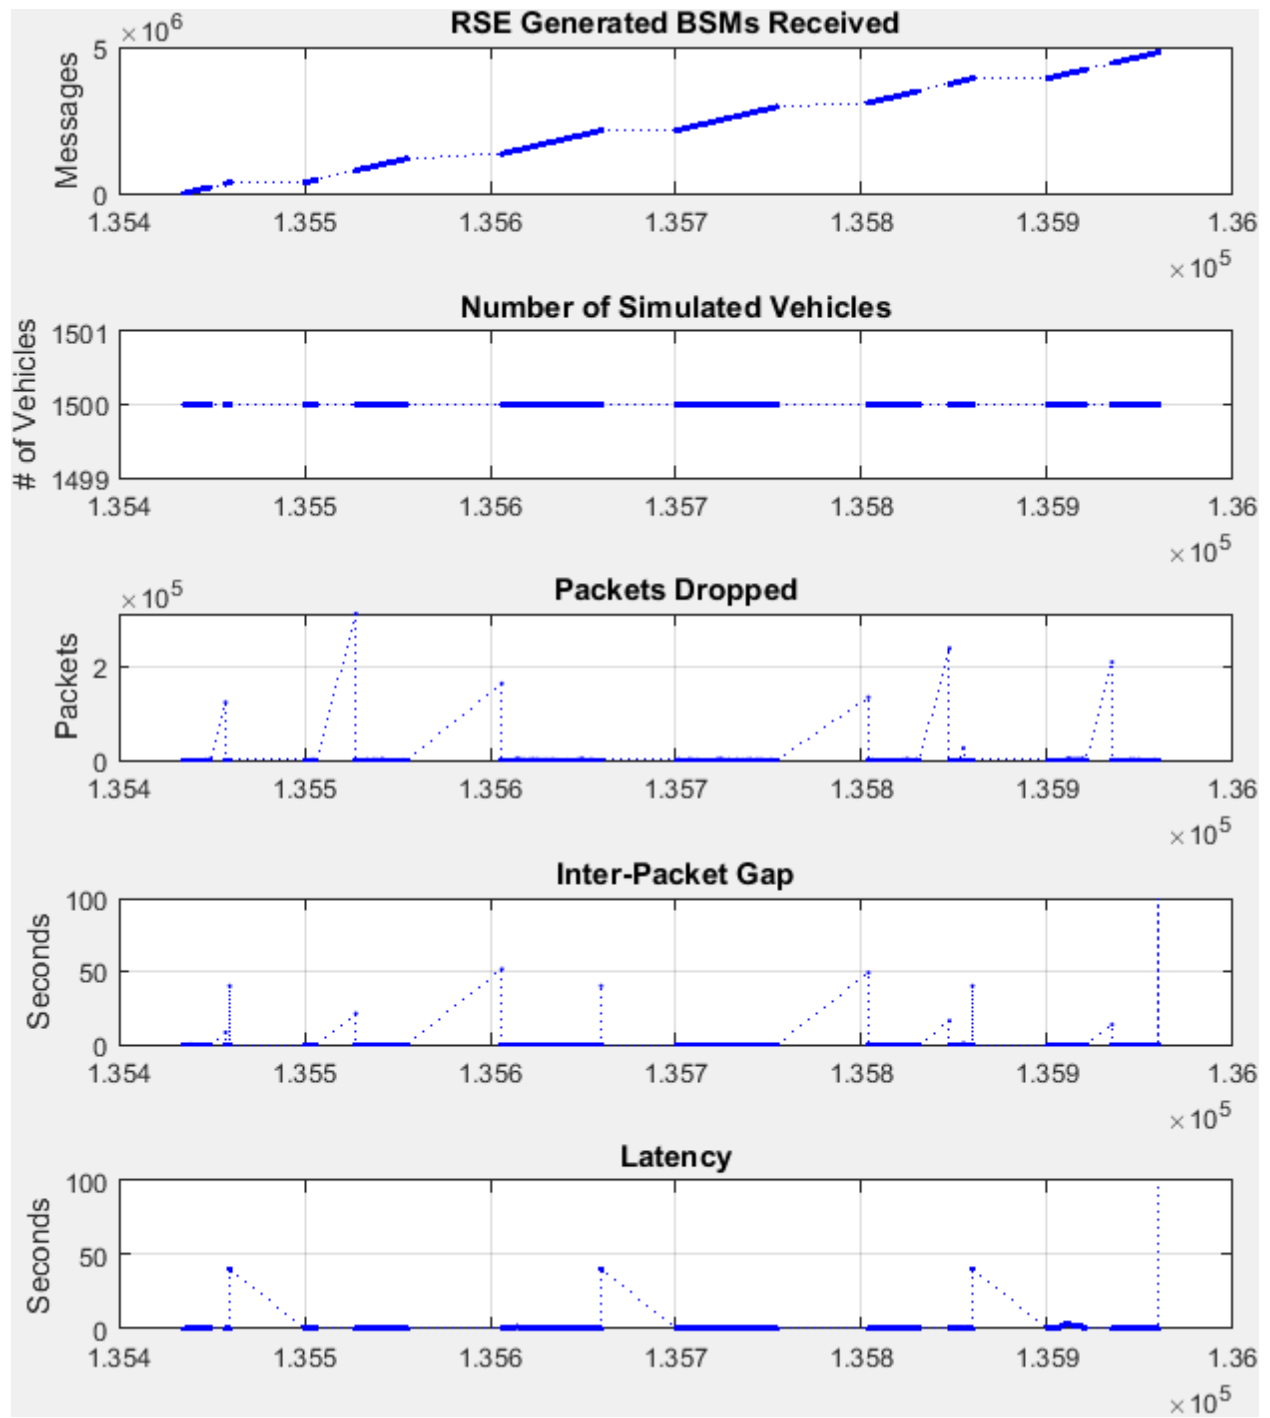 RSE Generated BSMs Received
×10^6
Messages
5
0
1.354 1.355 1.356 1.357 1.358 1.359 1.36
×10^5
Number of Simulated Vehicles
# of Vehicles
1501
1500
1499
1.354 1.355 1.356 1.357 1.358 1.359 1.36
×10^5
Packets Dropped
×10^5
Packets
2
0
1.354 1.355 1.356 1.357 1.358 1.359 1.36
×10^5
Inter-Packet Gap
Seconds
100
50
0
1.354 1.355 1.356 1.357 1.358 1.359 1.36
×10^5
Latency
Seconds
100
50
0
1.354 1.355 1.356 1.357 1.358 1.359 1.36
×10^5